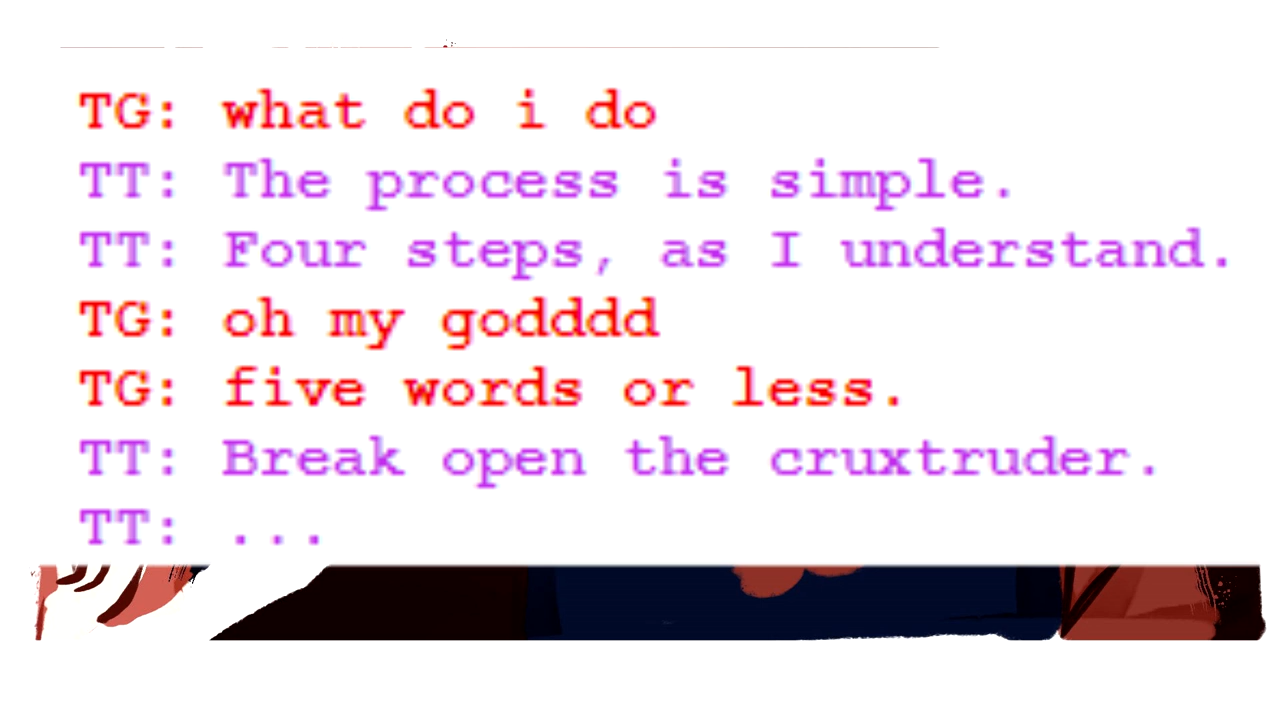 TG: what do i do
TT: The process is simple.
TT: Four steps, as I understand.
TG: oh my godddd
TG: five words or less.
TT: Break open the cruxtruder.
TT: ...